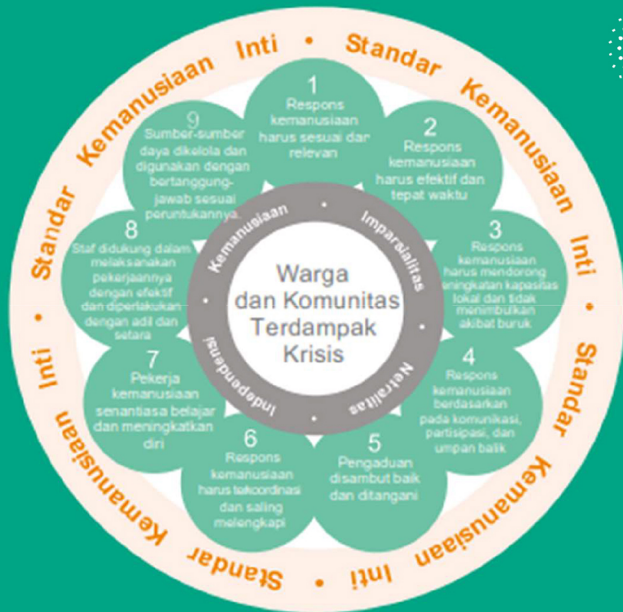 Standar Kemanusiaan Inti • Standar Kemanusiaan Inti • Standar Kemanusiaan Inti • Standar Kemanusiaan Inti •
1
Respons
kemanusiaan
harus sesuai dan
relevan
2
Respons
kemanusiaan
harus efektif dan
tepat waktu
3
Respons
kemanusiaan
harus mendorong
peningkatan kapasitas
lokal dan tidak
menimbulkan
akibat buruk
4
Respons
kemanusiaan
berdasarkan
pada komunikasi,
partisipasi, dan
umpan balik
5
Pengaduan
disambut baik
dan ditangani
6
Respons
kemanusiaan
harus terkoordinasi
dan saling
melengkapi
7
Pekerja
kemanusiaan
senantiasa belajar
dan meningkatkan
diri
8
Staf didukung dalam
melaksanakan
pekerjaannya
dengan efektif
dan diperlakukan
dengan adil dan
setara
9
Sumber-sumber
daya dikelola dan
digunakan dengan
bertanggung-
jawab sesuai
peruntukannya.
Kemanusiaan • Imparsialitas • Netralitas • Independensi •
Warga
dan Komunitas
Terdampak
Krisis